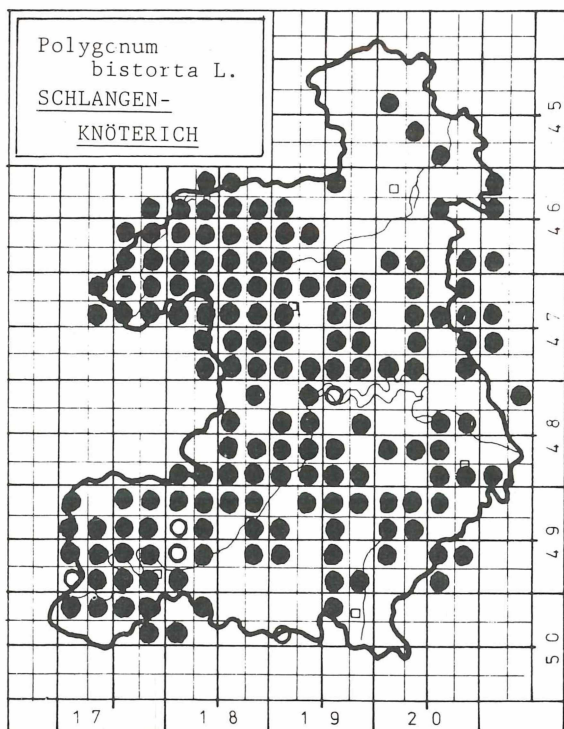 Polygonum
bistorta L.
SCHLANGEN-
KNÖTERICH
45
46
47
48
49
50
17 18 19 20